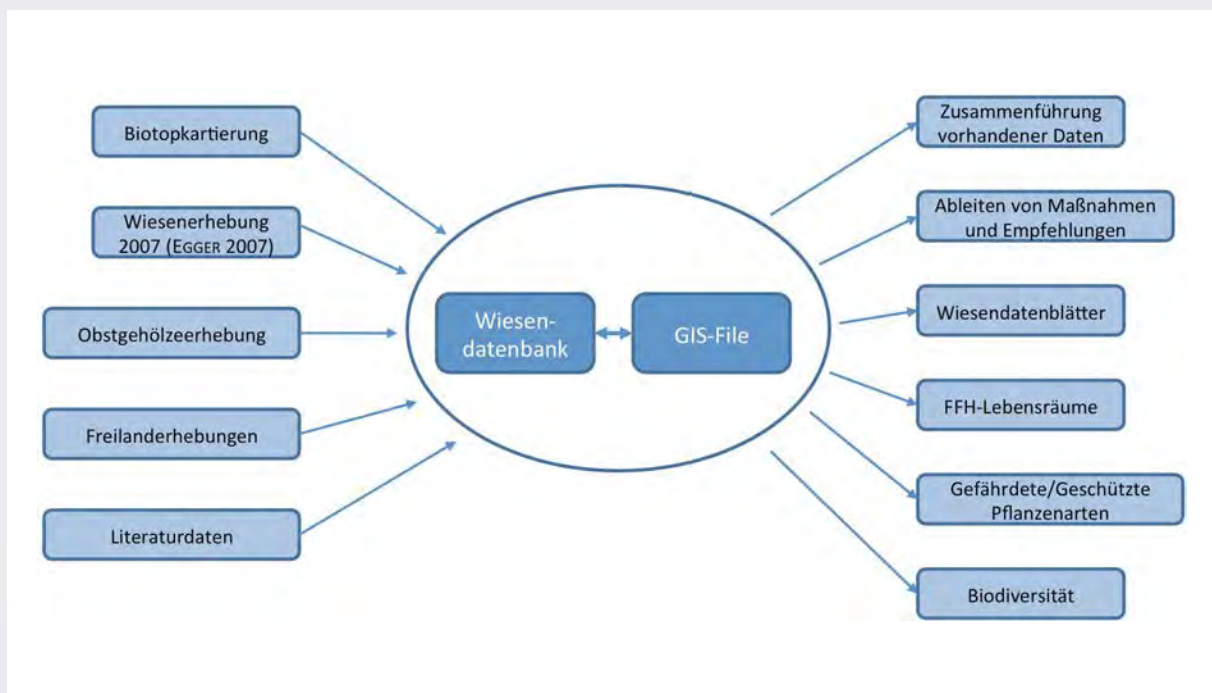 Biotopkartierung
Wiesenerhebung
2007 (EGGER 2007)
Obstgehölzeerhebung
Freilanderhebungen
Literaturdaten
Wiesen-
datenbank
GIS-File
Zusammenführung
vorhandener Daten
Ableiten von Maßnahmen
und Empfehlungen
Wiesendatenblätter
FFH-Lebensräume
Gefährdete/Geschützte
Pflanzenarten
Biodiversität